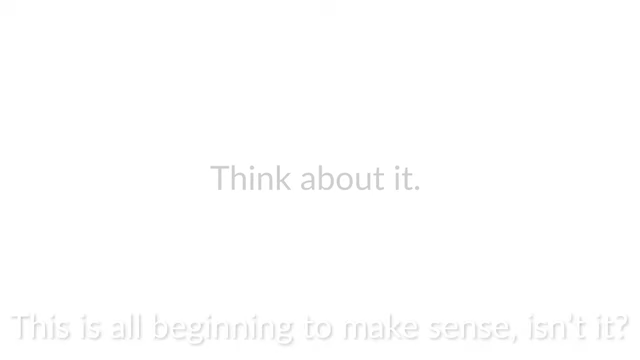 Think about it.
This is all beginning to make sense, isn't it?